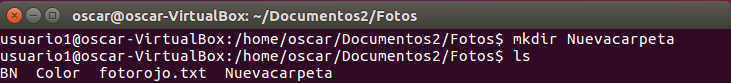 oscar@oscar-VirtualBox: ~/Documentos2/Fotos
usuario1@oscar-VirtualBox:/home/oscar/Documentos2/Fotos$ mkdir Nuevacarpeta
usuario1@oscar-VirtualBox:/home/oscar/Documentos2/Fotos$ ls
BN  Color  fotorojo.txt  Nuevacarpeta